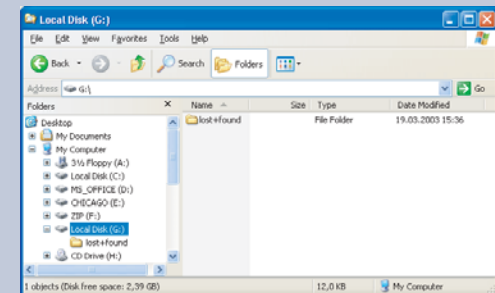 Local Disk (G:)
File Edit View Favorites Tools Help
Back Search Folders
Address G:\ Go
Folders × Name Size Type Date Modified
Desktop
lost+found File Folder 19.03.2003 15:36
My Documents
My Computer
3½ Floppy (A:)
Local Disk (C:)
MS_OFFICE (D:)
CHICAGO (E:)
ZIP (F:)
Local Disk (G:)
lost+found
CD Drive (H:)
1 objects (Disk free space: 2,39 GB) 12,0 KB My Computer